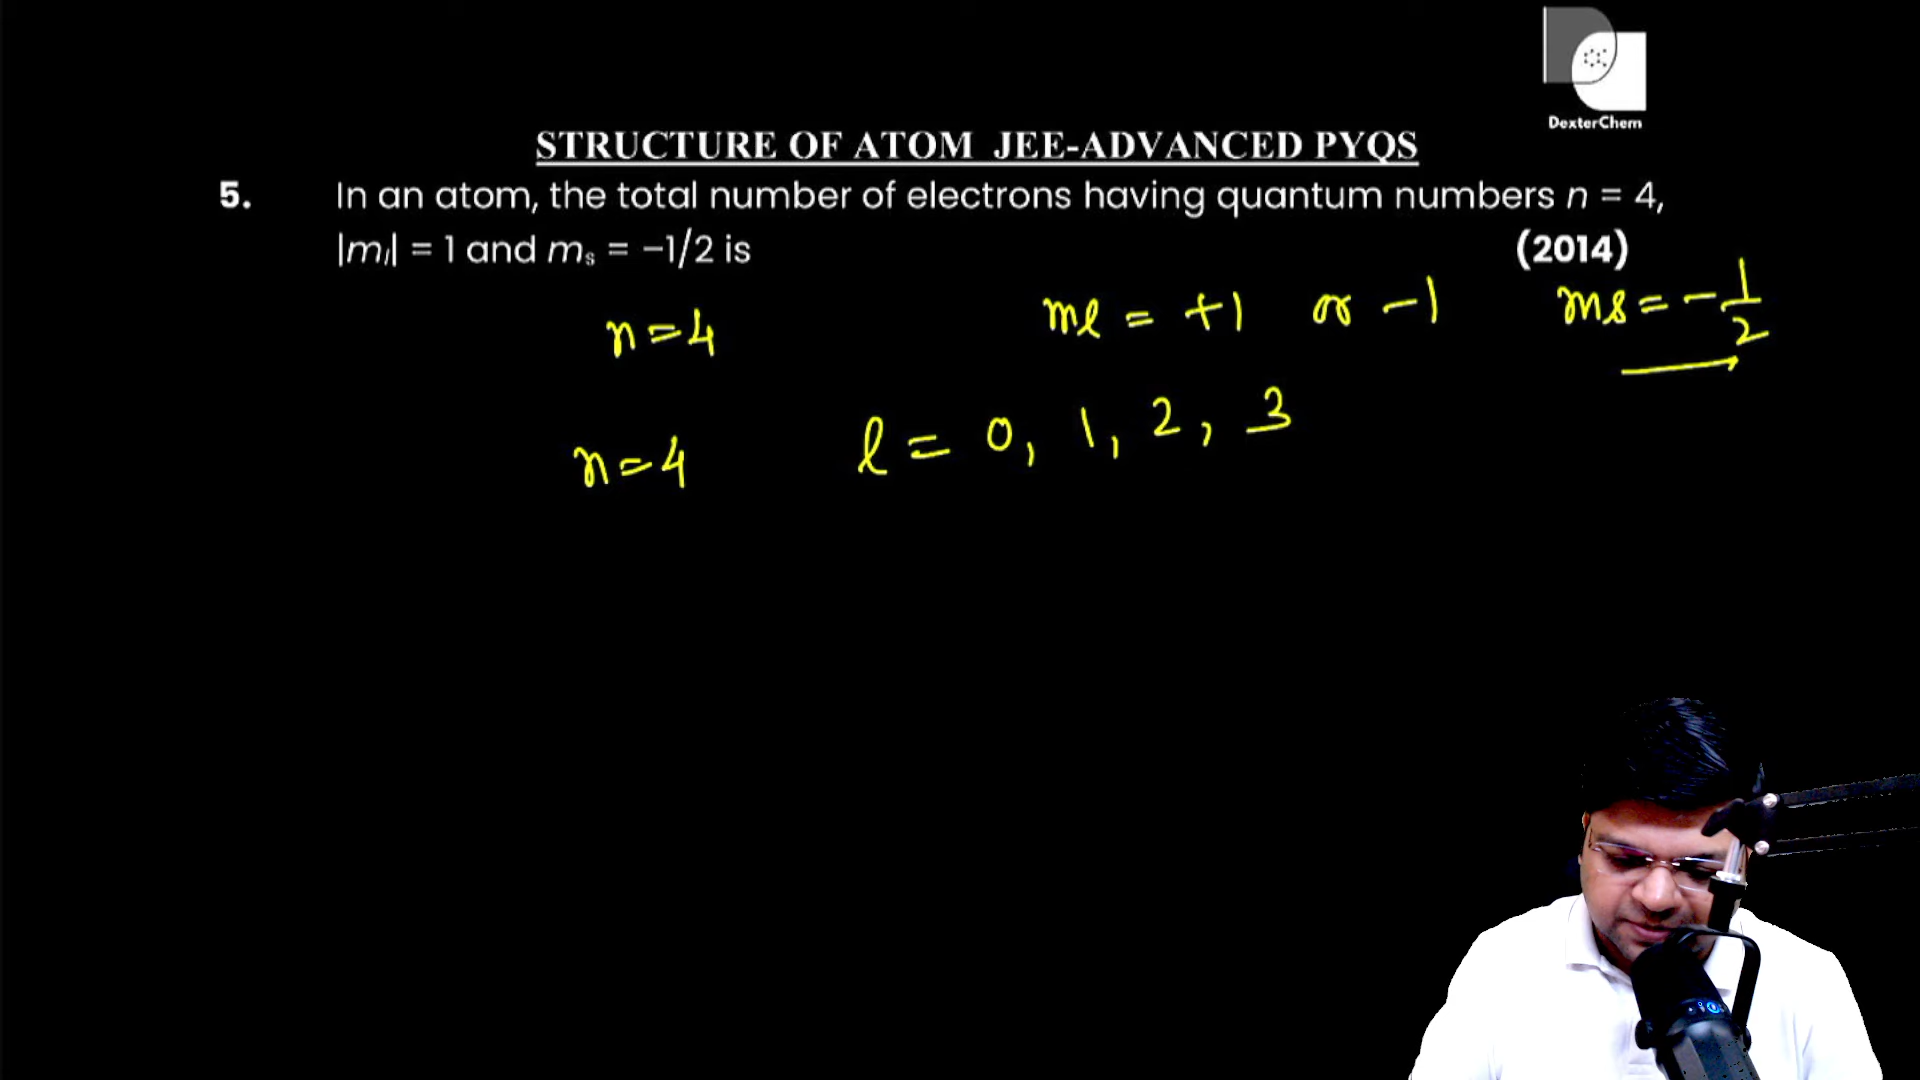 DexterChem
STRUCTURE OF ATOM JEE-ADVANCED PYQS
5. In an atom, the total number of electrons having quantum numbers n = 4,
|mₗ| = 1 and mₛ = –1/2 is (2014)
n=4 ml = +1 or -1 ms = -1/2
n=4 l = 0, 1, 2, 3